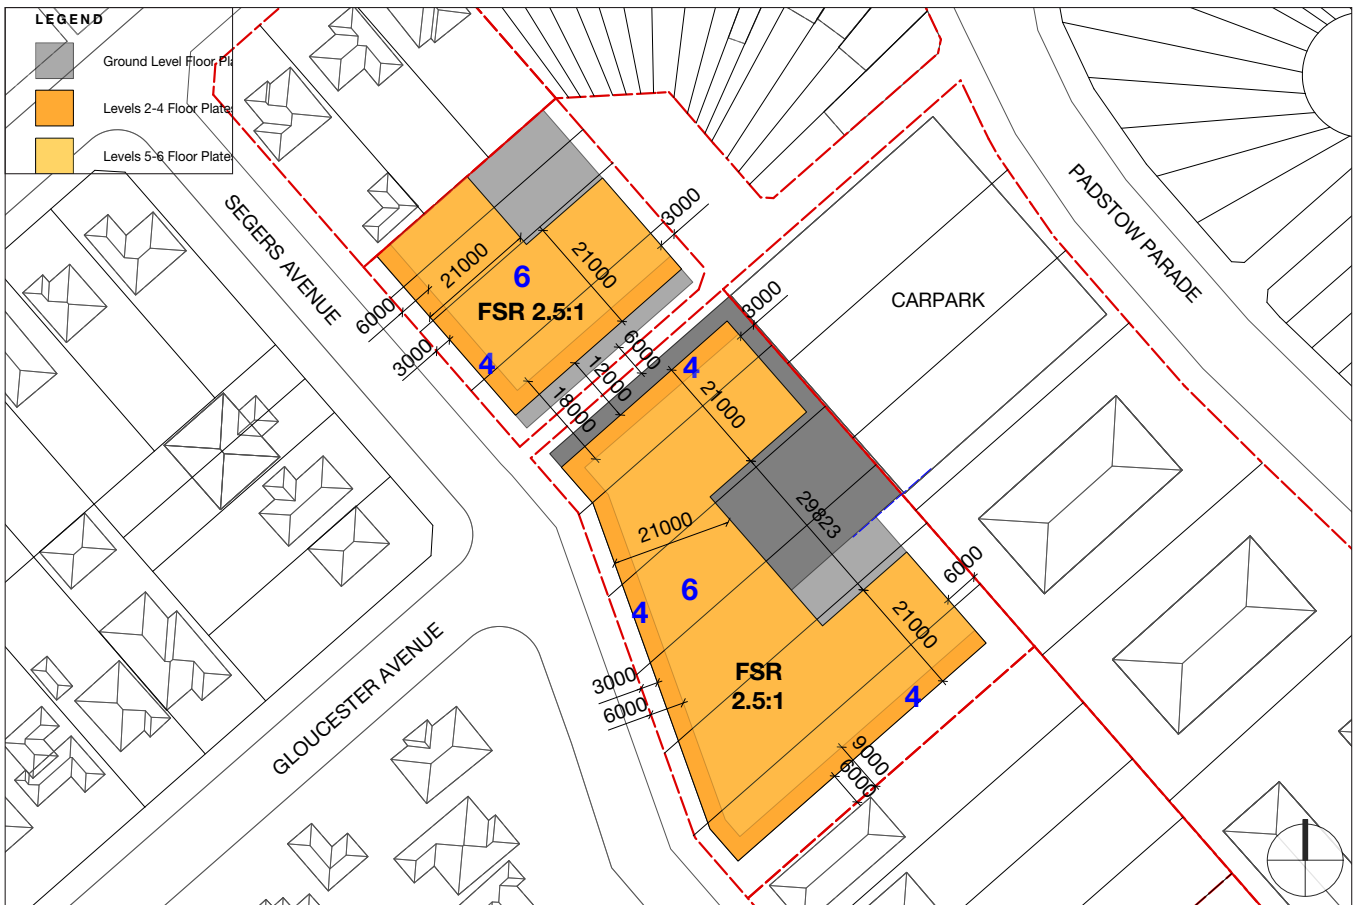 LEGEND
Ground Level Floor Pl
Levels 2-4 Floor Plate
Levels 5-6 Floor Plate
SEGERS AVENUE
PADSTOW PARADE
GLOUCESTER AVENUE
CARPARK
3000
21000
21000
6
FSR 2.5:1
6000
3000
4
6000
12000
18000
3000
4
21000
29823
21000
6
4
6000
21000
3000
6000
FSR
2.5:1
4
9000
6000